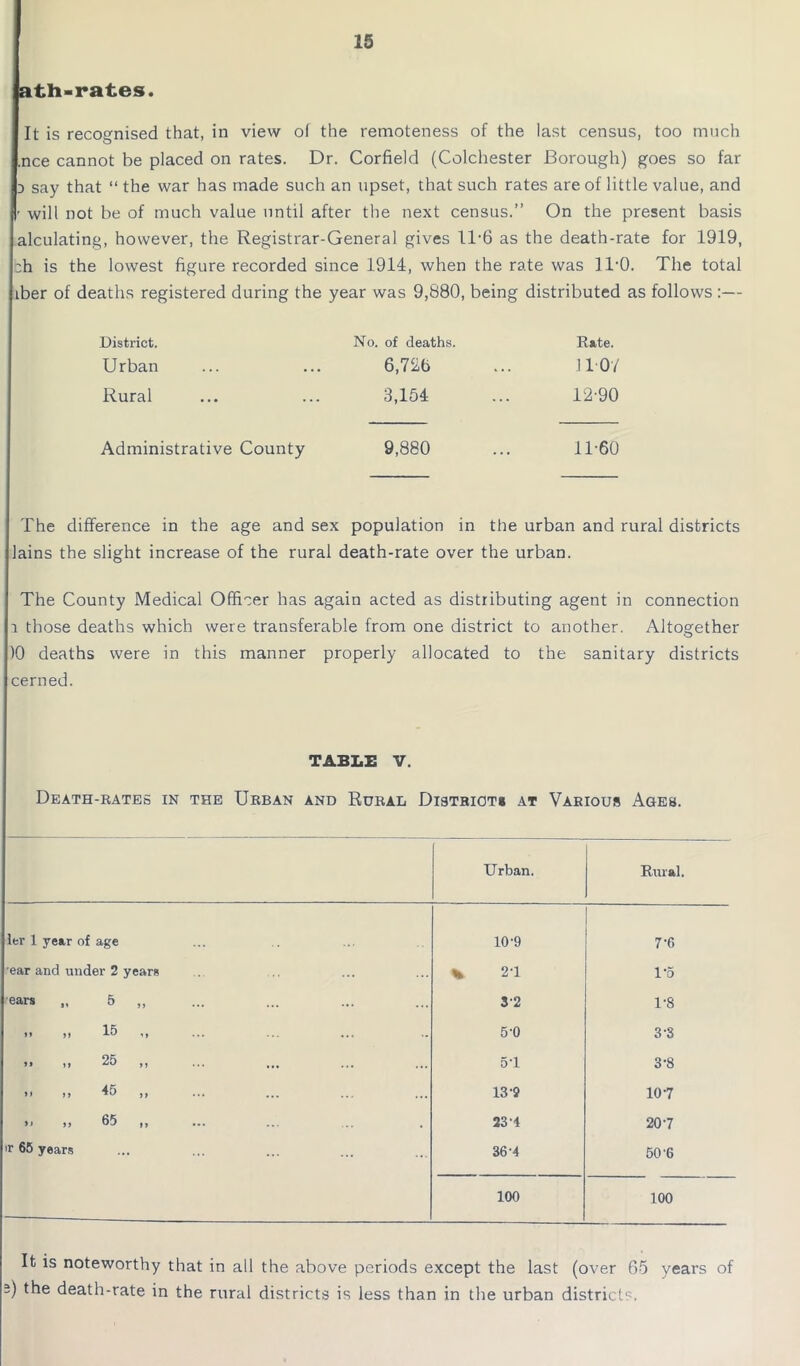 15
ath-rates.
It is recognised that, in view of the remoteness of the last census, too much
nce cannot be placed on rates. Dr. Corfield (Colchester Borough) goes so far
say that “the war has made such an upset, that such rates are of little value, and
will not be of much value until after the next census.” On the present basis
alculating, however, the Registrar-General gives 11·6 as the death-rate for 1919,
ch is the lowest figure recorded since 1914, when the rate was 11·0. The total
ber of deaths registered during the year was 9,880, being distributed as follows:—
District. No. of deaths. Rate.
Urban ... ... 6,726 ... 11·07
Rural ... ... 3,154 ... 12·90
Administrative County 9,880 ... 11·60
The difference in the age and sex population in the urban and rural districts
lains the slight increase of the rural death-rate over the urban.
The County Medical Officer has again acted as distributing agent in connection
those deaths which were transferable from one district to another. Altogether
0 deaths were in this manner properly allocated to the sanitary districts
cerned.
TABLE V.
Death-rates in the Urban and Rural Districts at Various Ages.
Urban. Rural.
er 1 year of age ... .. ... .. 10·9 7·6
ear and under 2 years .. ... ... ... 2·1 1·5
ears ,, 5 ,, ... ... ... ... 3·2 1·8
,, ,, 15 ,, ... ... ... .. 5·0 3·3
,, ,, 25 ,, ... ... ... ... 5·1 3·8
,, ,, 45 ,, ... ... ... ... 13·9 10·7
,, ,, 65 ,, ... ... ... . 23·4 20·7
r 65 years ... ... ... ... ... 36·4 50·6
100 100
It is noteworthy that in all the above periods except the last (over 65 years of
e) the death-rate in the rural districts is less than in the urban districts.